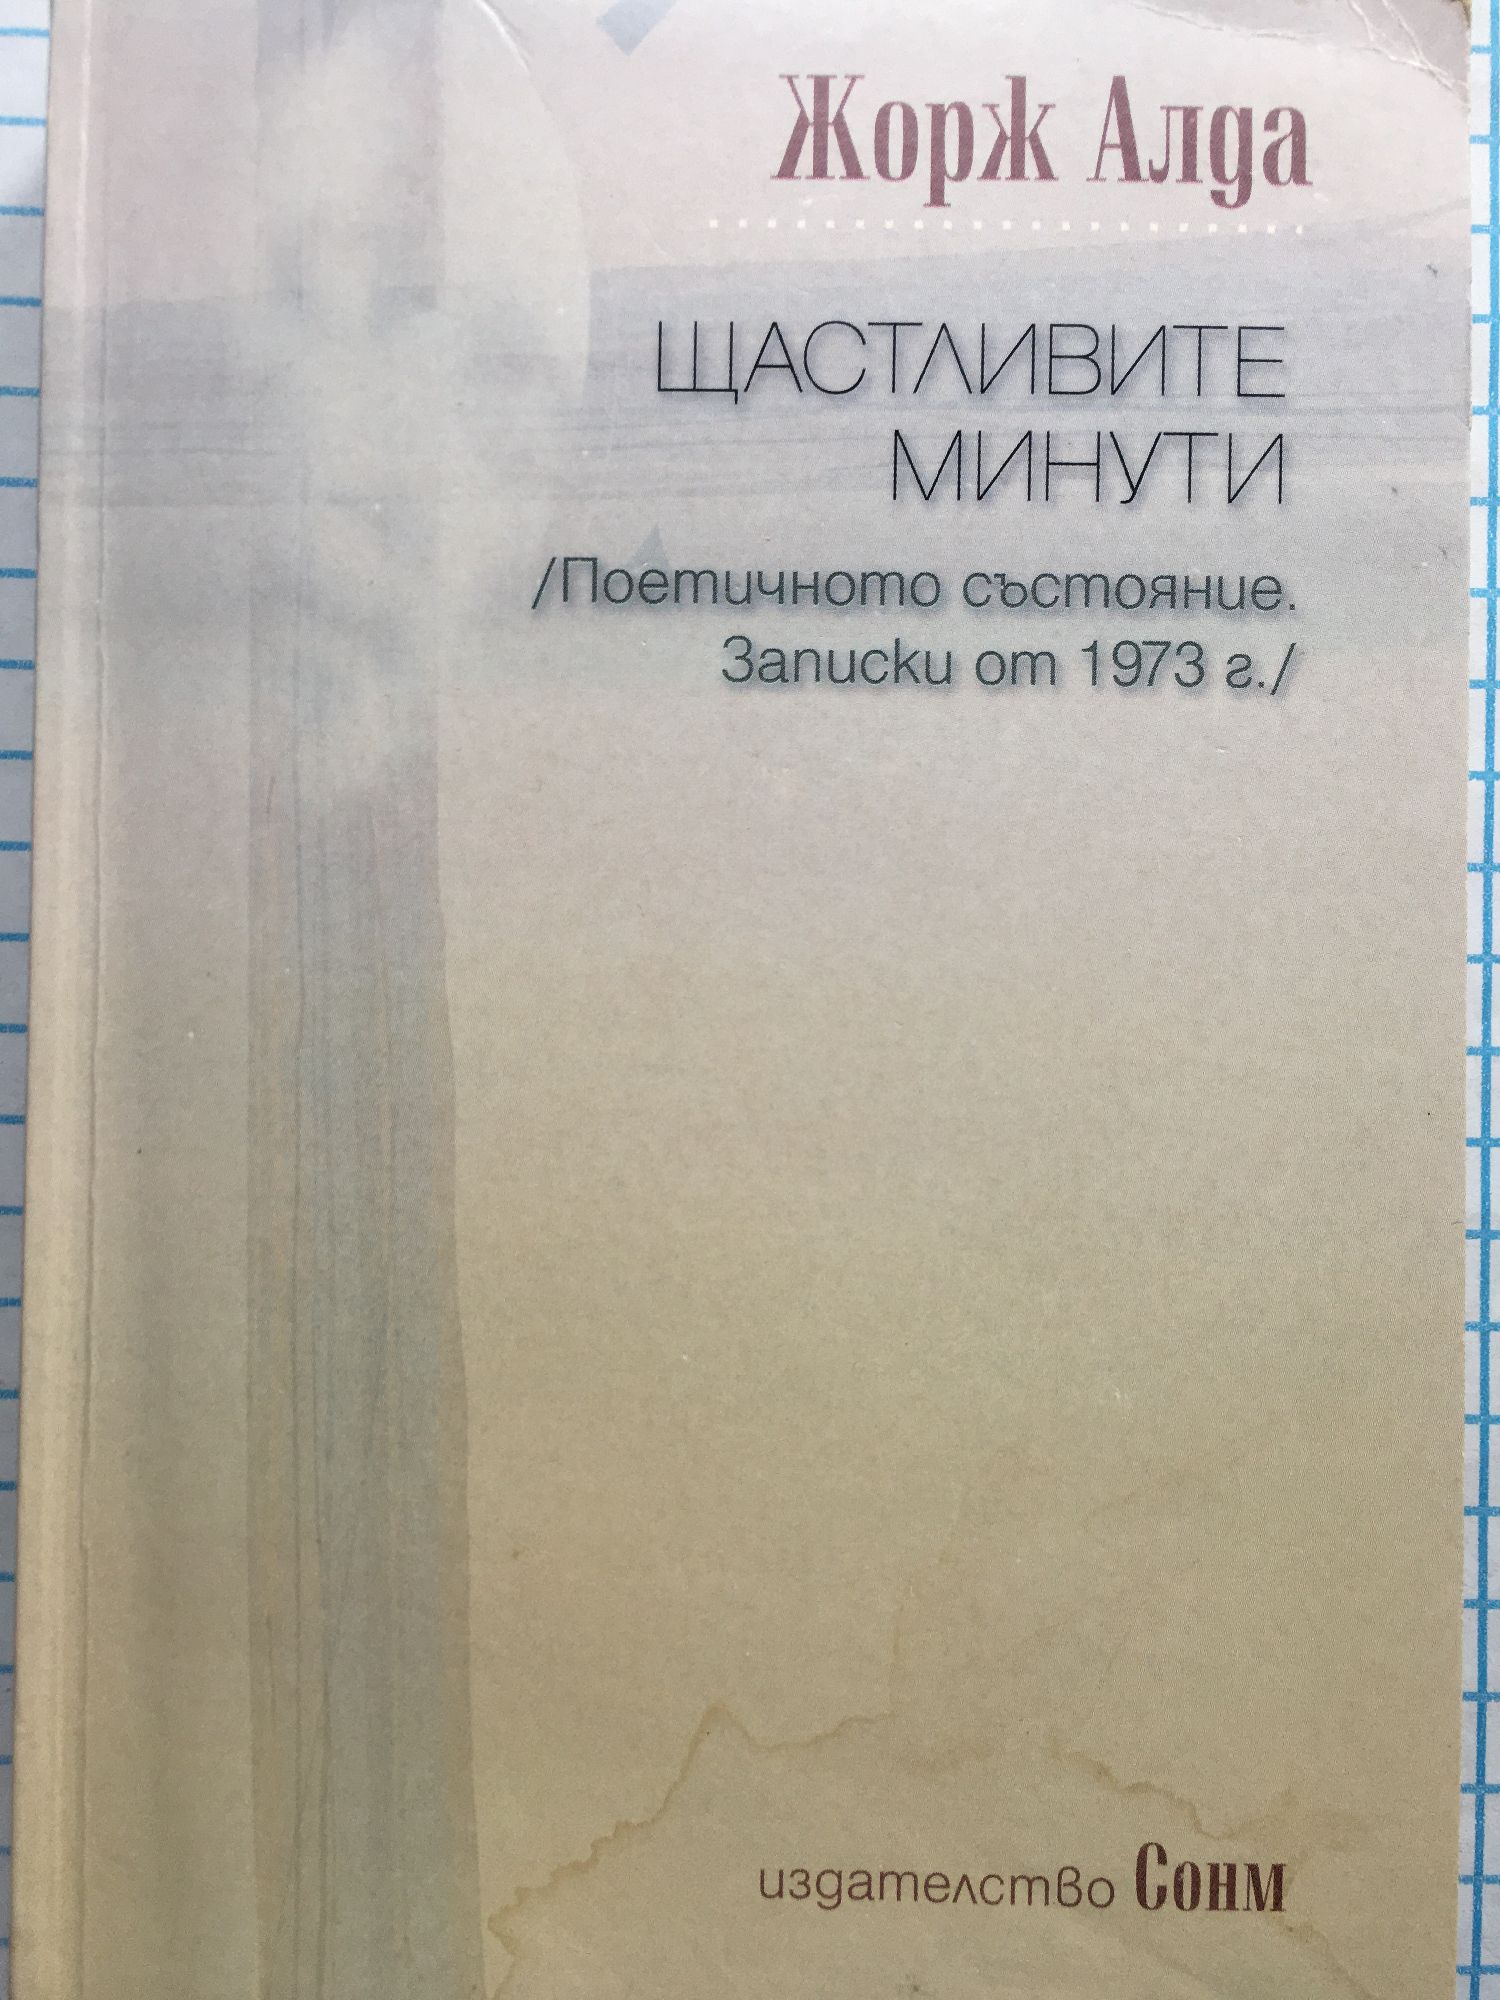 Жорж Алда
ЩАСТЛИВИТЕ
МИНУТИ
/Поетичното състояние.
Записки от 1973 г./
издателство Сонм